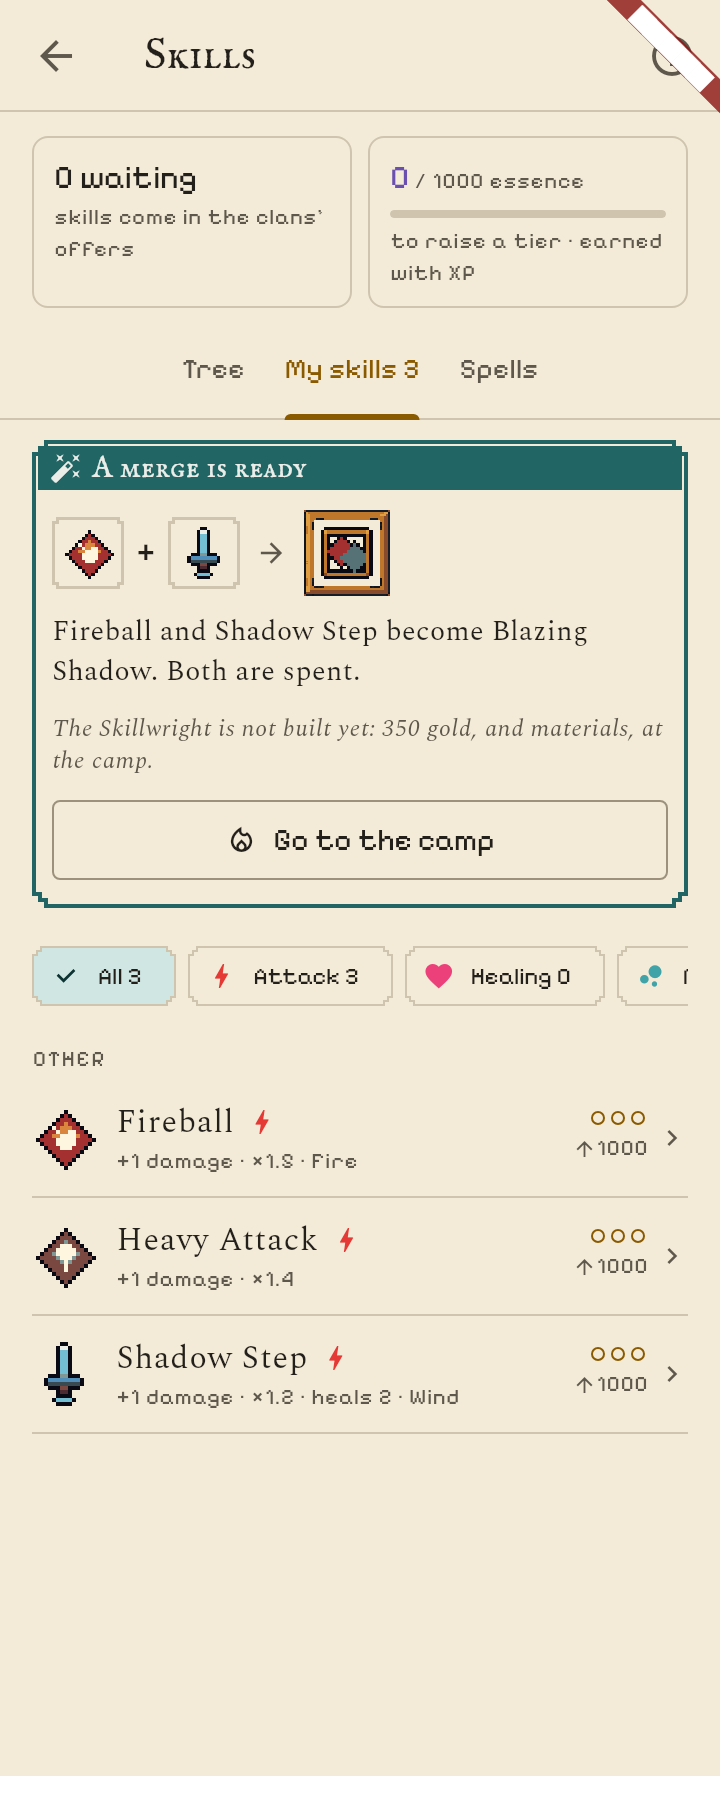 Skills
0 waiting
skills come in the clans'
offers
0 / 1000 essence
to raise a tier · earned
with XP
Tree
My skills 3
Spells
A merge is ready
+
→
Fireball and Shadow Step become Blazing
Shadow. Both are spent.
The Skillwright is not built yet: 350 gold, and materials, at
the camp.
Go to the camp
All 3
Attack 3
Healing 0
OTHER
Fireball
+1 damage · ×1.8 · Fire
↑1000
Heavy Attack
+1 damage · ×1.4
↑1000
Shadow Step
+1 damage · ×1.2 · heals 2 · Wind
↑1000